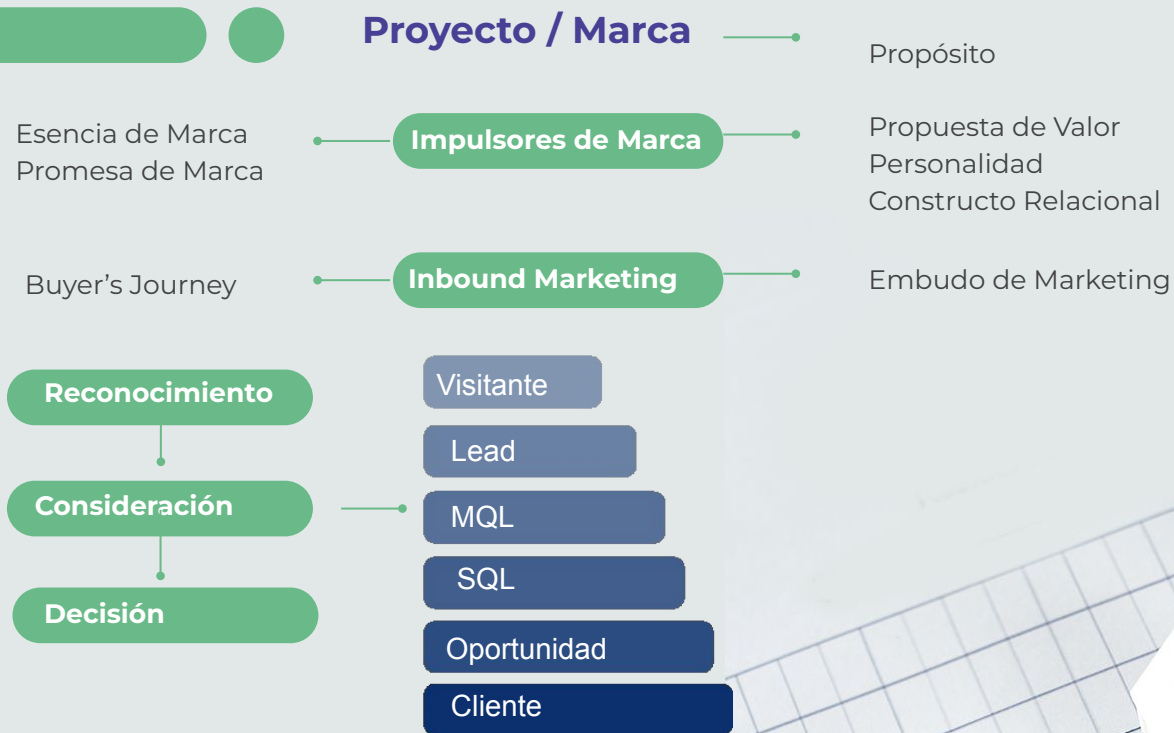 Proyecto / Marca
Propósito
Esencia de Marca
Promesa de Marca
Impulsores de Marca
Propuesta de Valor
Personalidad
Constructo Relacional
Buyer’s Journey
Inbound Marketing
Embudo de Marketing
Reconocimiento
Consideración
Decisión
Visitante
Lead
MQL
SQL
Oportunidad
Cliente